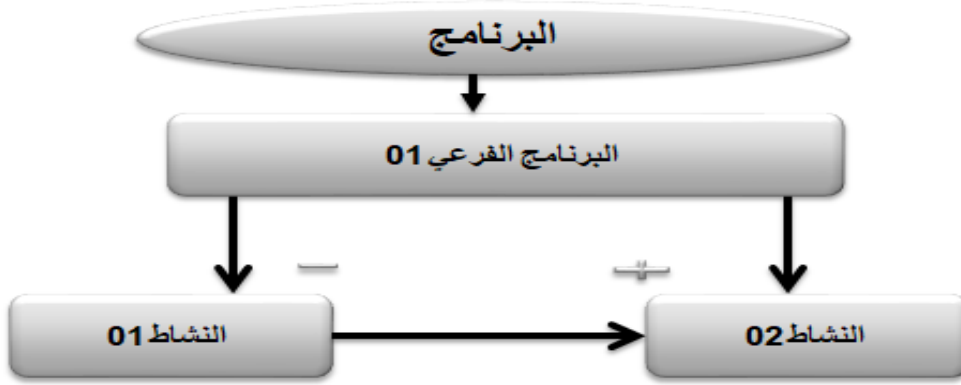 البرنامج
البرنامج الفرعي 01
− +
النشاط 01
النشاط 02